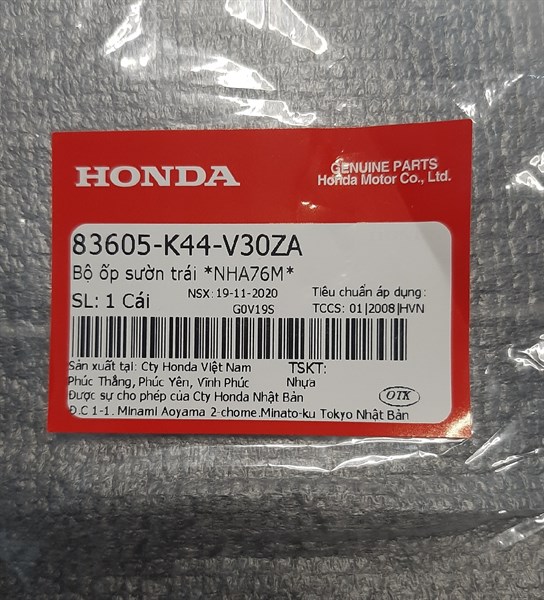 HONDA
GENUINE PARTS
Honda Motor Co., Ltd.
83605-K44-V30ZA
Bộ ốp sườn trái *NHA76M*
SL: 1 Cái
NSX: 19-11-2020
G0V19S
Tiêu chuẩn áp dụng:
TCCS: 01|2008|HVN
Sản xuất tại: Cty Honda Việt Nam
Phúc Thắng, Phúc Yên, Vĩnh Phúc
TSKT:
Nhựa
Được sự cho phép của Cty Honda Nhật Bản
Đ.C 1-1. Minami Aoyama 2-chome.Minato-ku Tokyo Nhật Bản
OTK